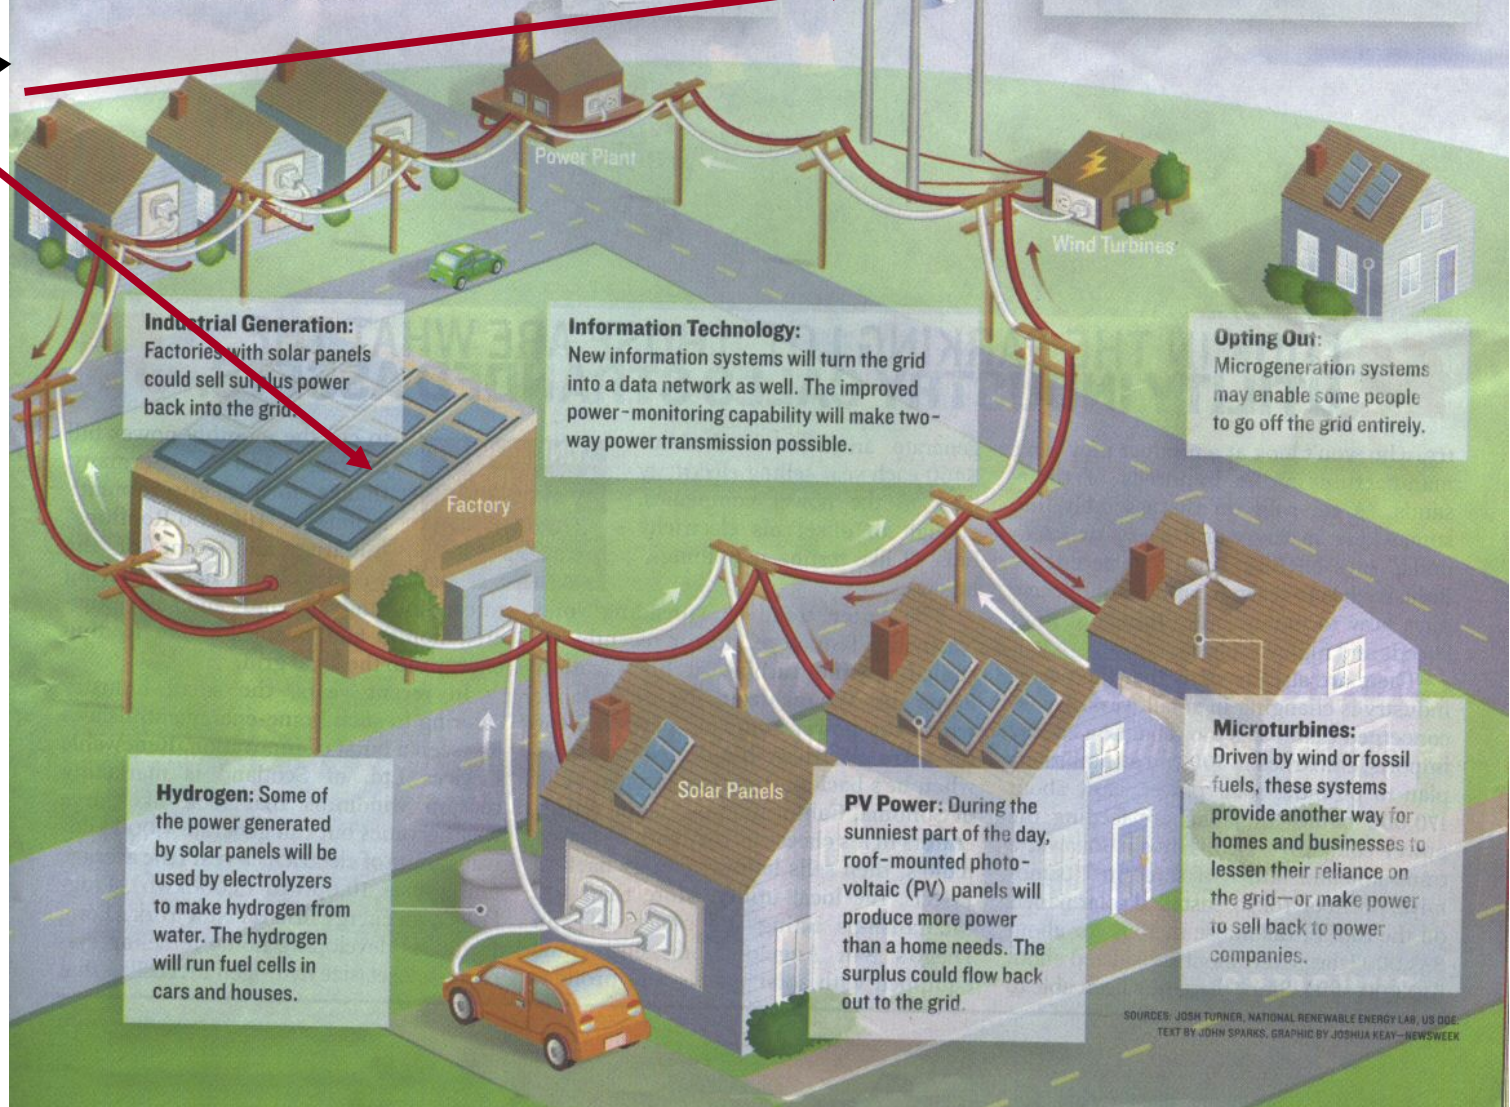 Power Plant
Wind Turbines
Industrial Generation:
Factories with solar panels
could sell surplus power
back into the grid.
Information Technology:
New information systems will turn the grid
into a data network as well. The improved
power-monitoring capability will make two-
way power transmission possible.
Opting Out:
Microgeneration systems
may enable some people
to go off the grid entirely.
Factory
Solar Panels
Hydrogen: Some of
the power generated
by solar panels will be
used by electrolyzers
to make hydrogen from
water. The hydrogen
will run fuel cells in
cars and houses.
PV Power: During the
sunniest part of the day,
roof-mounted photo-
voltaic (PV) panels will
produce more power
than a home needs. The
surplus could flow back
out to the grid.
Microturbines:
Driven by wind or fossil
fuels, these systems
provide another way for
homes and businesses to
lessen their reliance on
the grid—or make power
to sell back to power
companies.
SOURCES: JOSH TURNER, NATIONAL RENEWABLE ENERGY LAB, US DOE.
TEXT BY JOHN SPARKS, GRAPHIC BY JOSHUA KEAY—NEWSWEEK